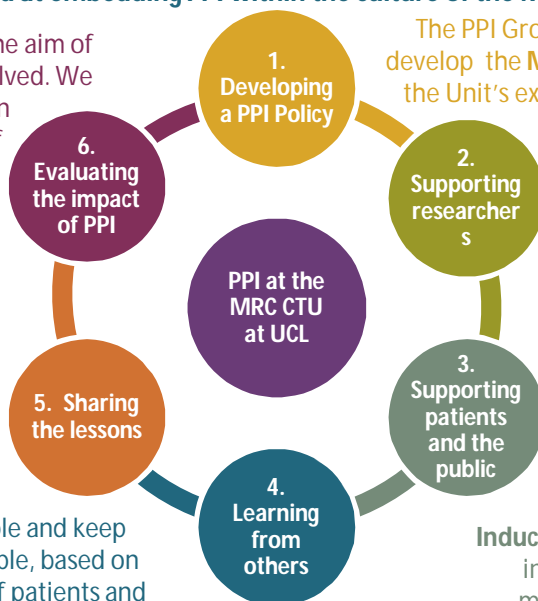 he aim of
lved. We
n
The PPI Gro
develop the M
the Unit's ex
1.
Developing
a PPI Policy
2.
Supporting
researcher
s
3.
Supporting
patients
and the
public
4.
Learning
from
others
5. Sharing
the lessons
6.
Evaluating
the impact
of PPI
PPI at the
MRC CTU
at UCL
ble and keep
ble, based on
f patients and
Induc
in